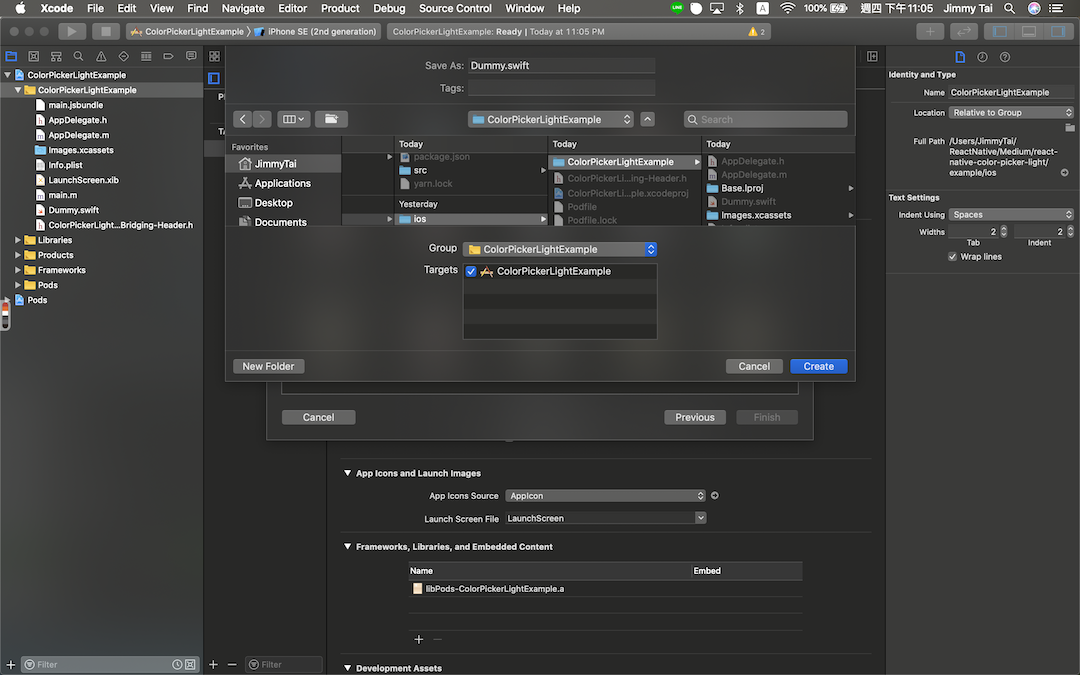 Xcode File Edit View Find Navigate Editor Product Debug Source Control Window Help
LINE A 100% 週四下午11:05 Jimmy Tai
ColorPickerLightExample iPhone SE (2nd generation)
ColorPickerLightExample: Ready | Today at 11:05 PM
2
ColorPickerLightExample
ColorPickerLightExample
main.jsbundle
AppDelegate.h
AppDelegate.m
Images.xcassets
Info.plist
LaunchScreen.xib
main.m
Dummy.swift
ColorPickerLight...Bridging-Header.h
Libraries
Products
Frameworks
Pods
Pods
Filter
Save As: Dummy.swift
Tags:
ColorPickerLightExample
Search
Favorites
JimmyTai
Applications
Desktop
Documents
Today
package.json
src
yarn.lock
Yesterday
ios
Today
ColorPickerLightExample
ColorPickerLi...ing-Header.h
ColorPickerLi...ple.xcodeproj
Podfile
Podfile.lock
Today
AppDelegate.h
AppDelegate.m
Base.lproj
Dummy.swift
Images.xcassets
Group ColorPickerLightExample
Targets ColorPickerLightExample
New Folder
Cancel
Create
Cancel
Previous
Finish
App Icons and Launch Images
App Icons Source AppIcon
Launch Screen File LaunchScreen
Frameworks, Libraries, and Embedded Content
Name Embed
libPods-ColorPickerLightExample.a
Development Assets
Filter
Identity and Type
Name ColorPickerLightExample
Location Relative to Group
Full Path /Users/JimmyTai/
ReactNative/Medium/react-
native-color-picker-light/
example/ios
Text Settings
Indent Using Spaces
Widths 2 2
Tab Indent
Wrap lines